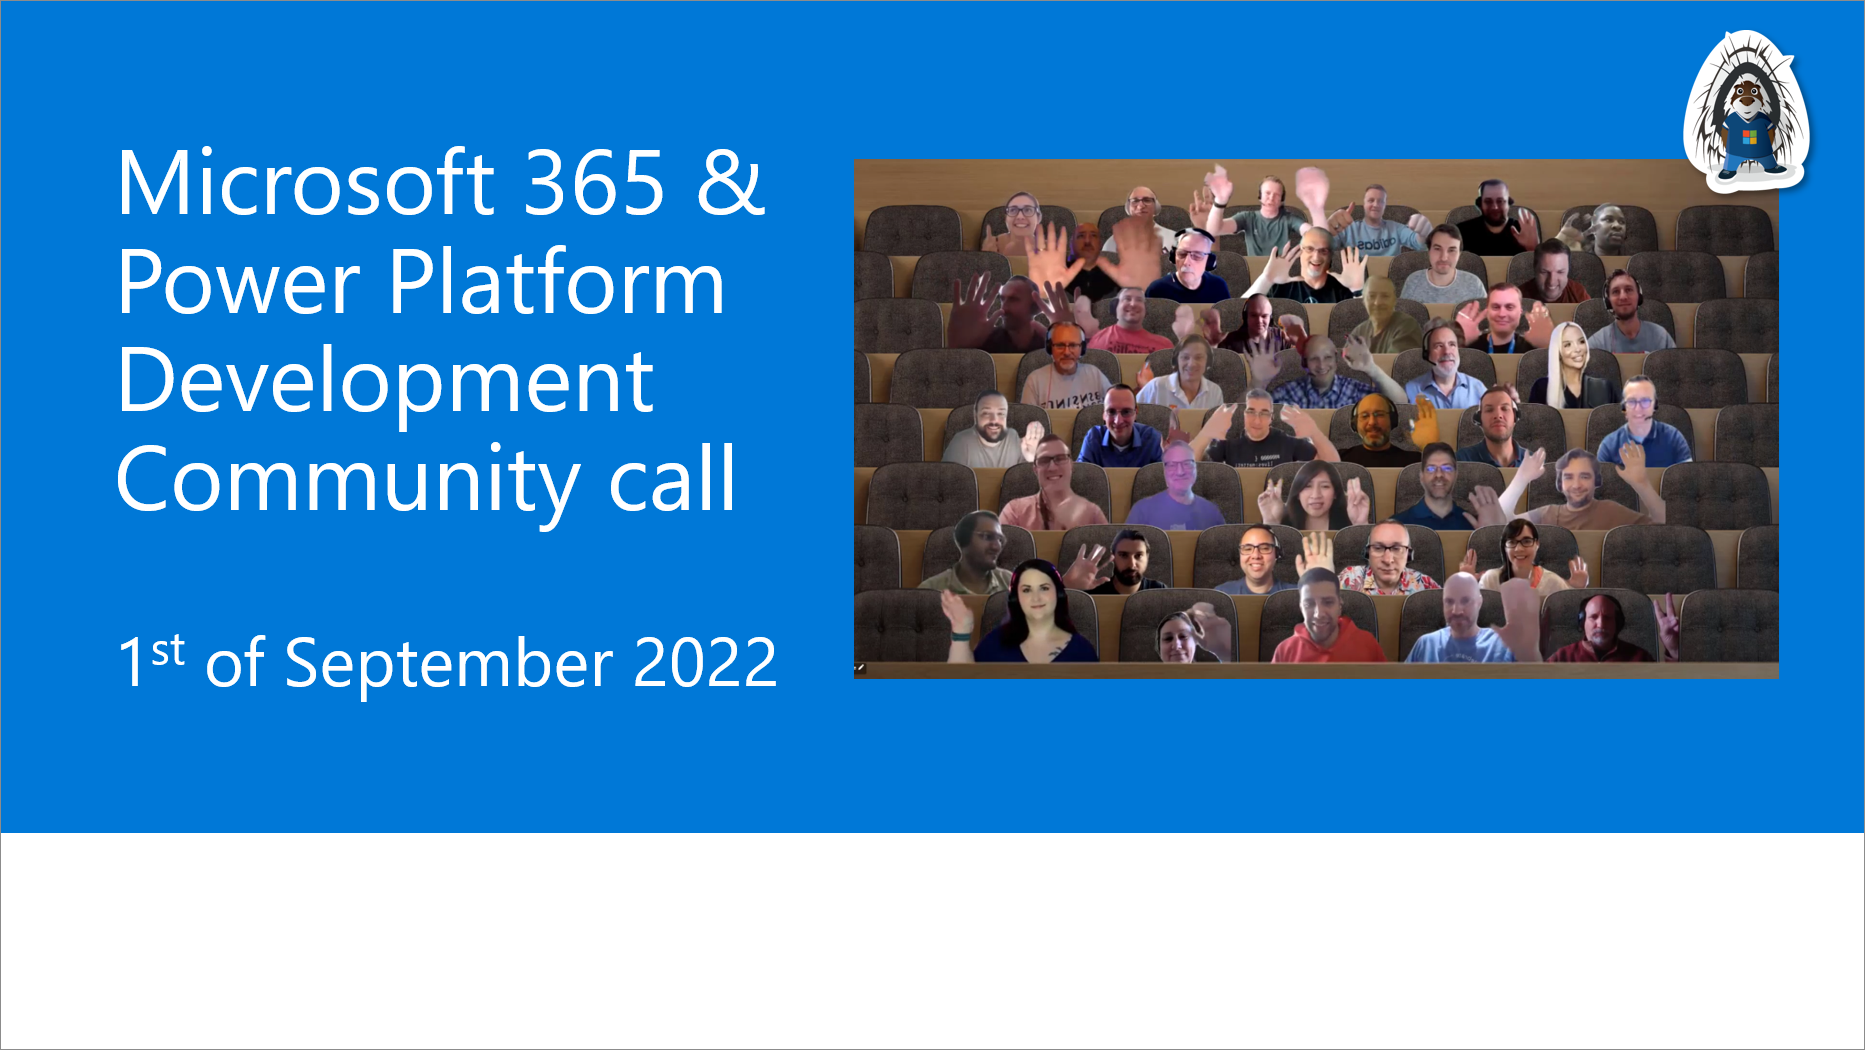 Microsoft 365 &
Power Platform
Development
Community call
1st of September 2022